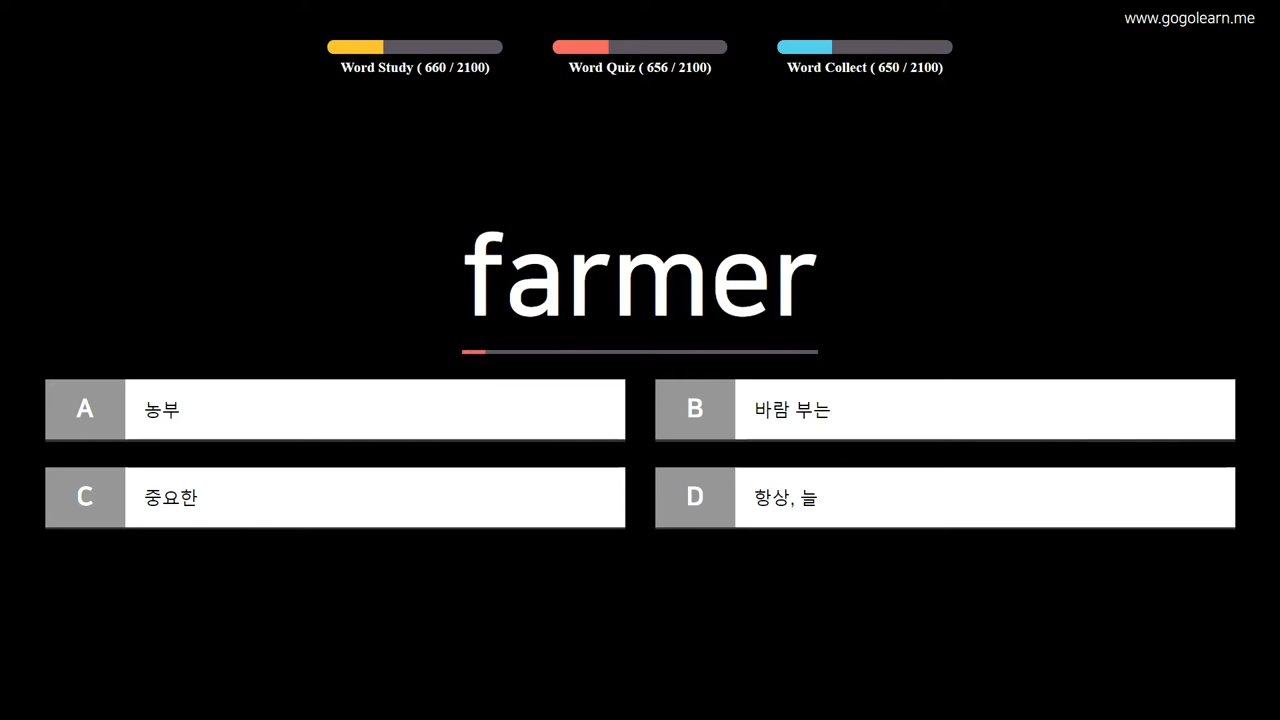 www.gogolearn.me
Word Study ( 660 / 2100)
Word Quiz ( 656 / 2100)
Word Collect ( 650 / 2100)
farmer
A 농부
B 바람 부는
C 중요한
D 항상, 늘